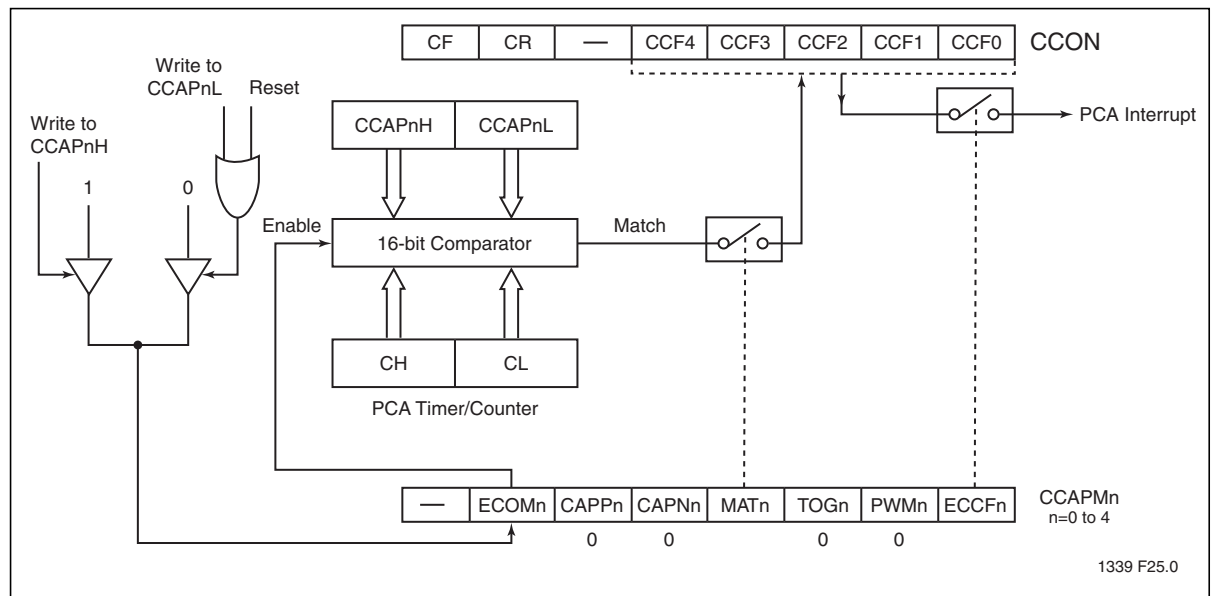 CF CR — CCF4 CCF3 CCF2 CCF1 CCF0 CCON
Write to
CCAPnL
Reset
Write to
CCAPnH
1 0
CCAPnH CCAPnL
PCA Interrupt
Enable
16-bit Comparator
Match
CH CL
PCA Timer/Counter
— ECOMn CAPPn CAPNn MATn TOGn PWMn ECCFn
CCAPMn
n=0 to 4
0 0 0 0
1339 F25.0